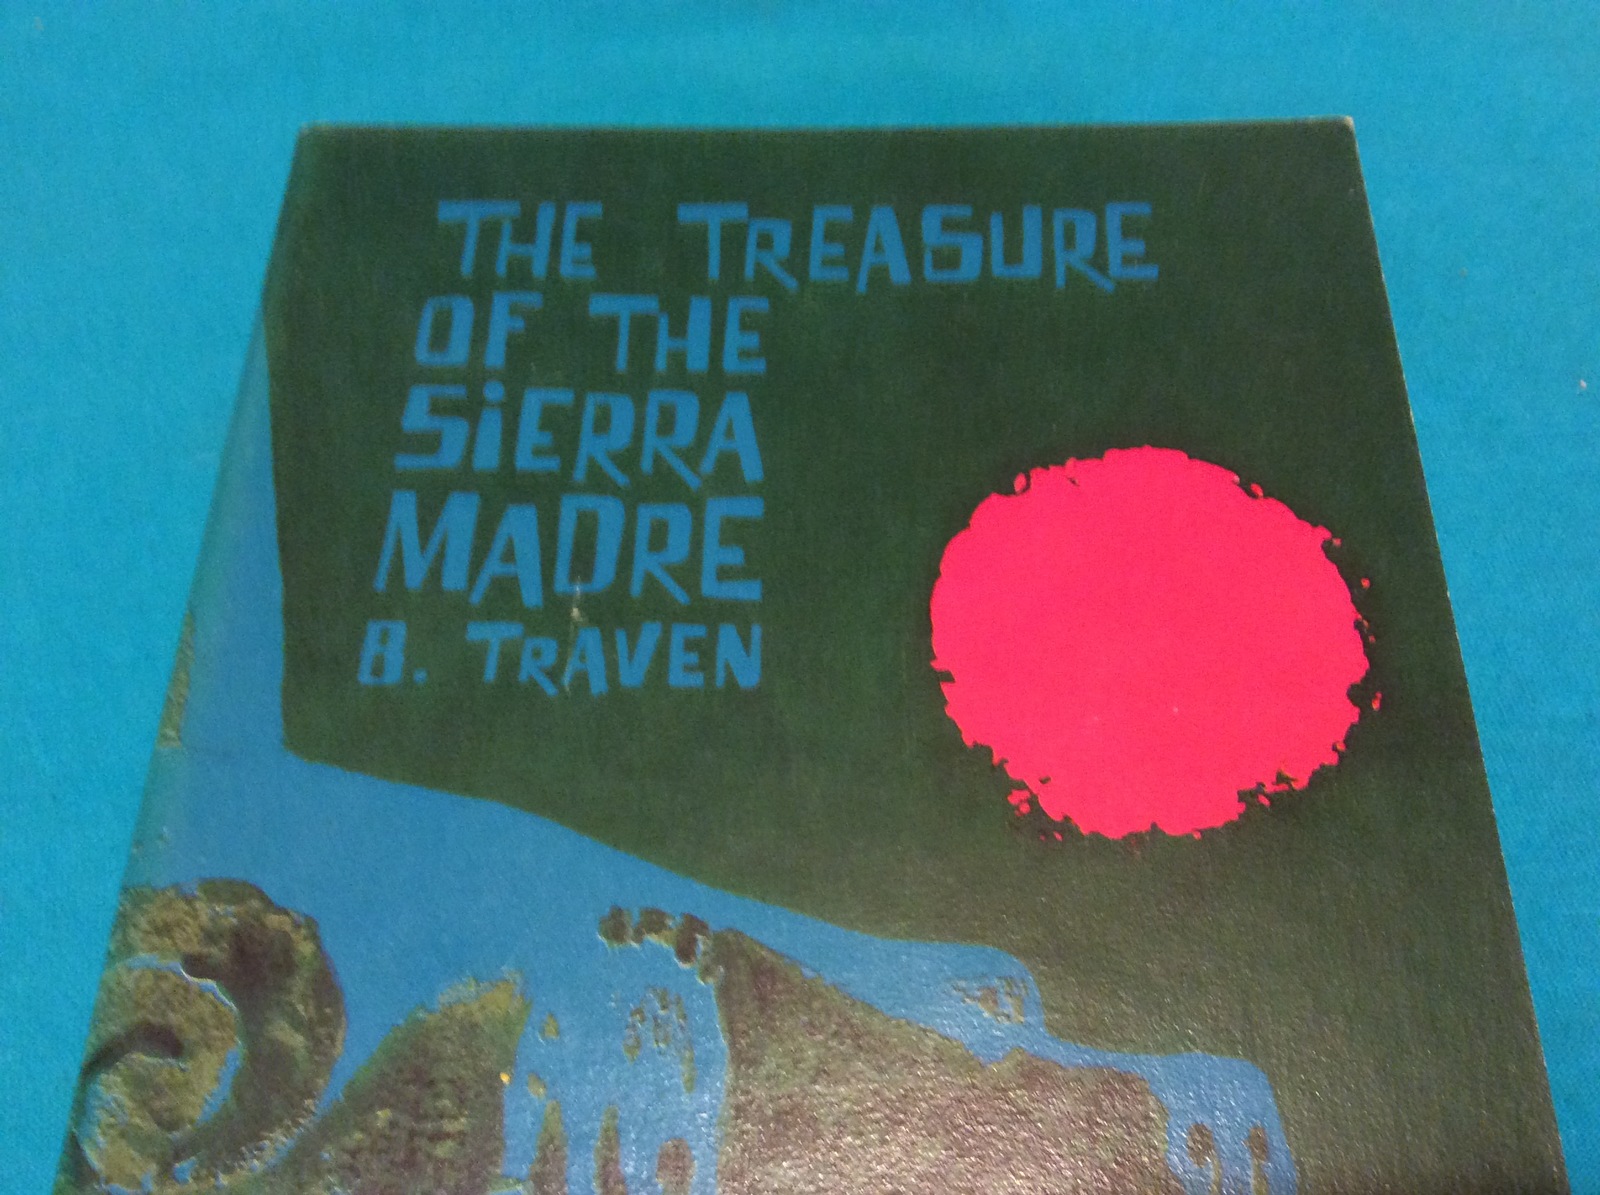 THE TREASURE
OF THE
SiERRA
MADRE
B. TRAVEN